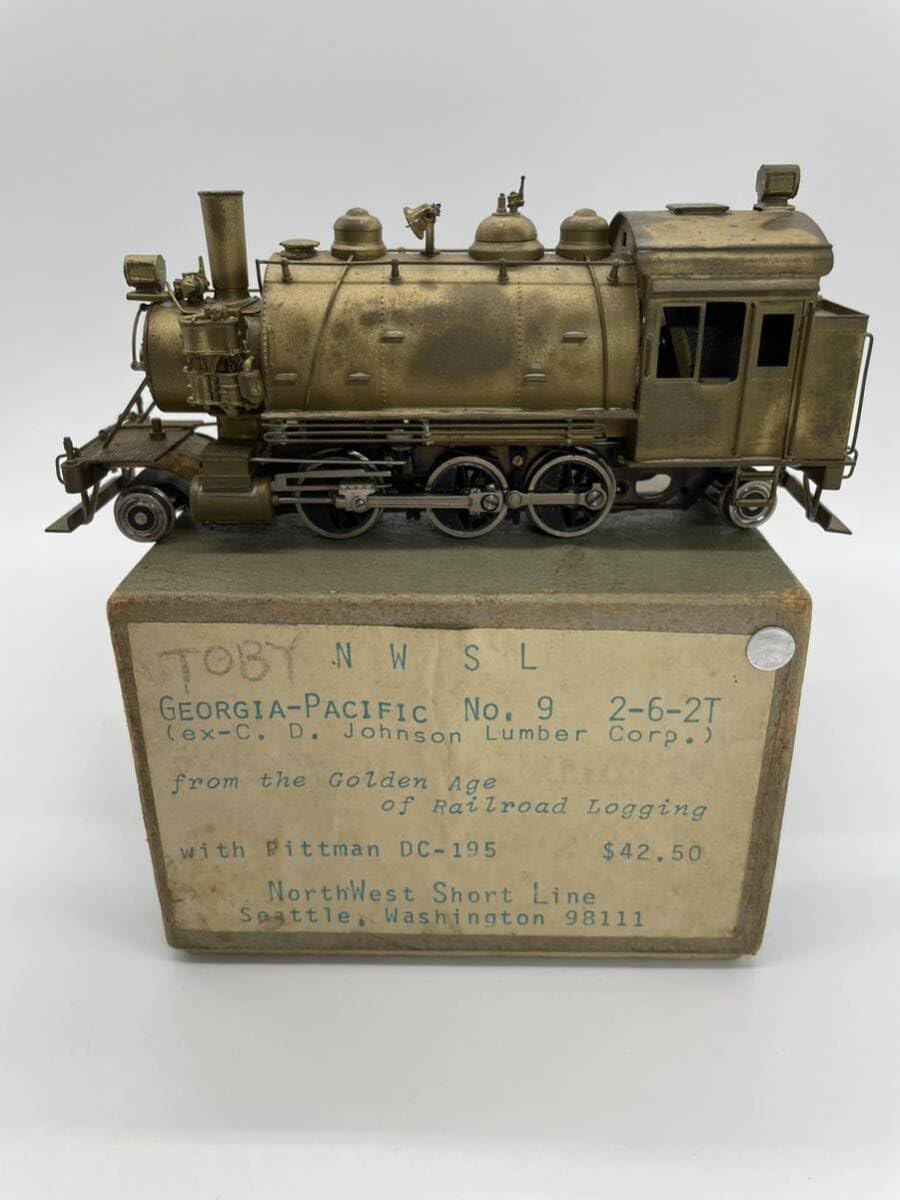 TOBY N W S L
GEORGIA-PACIFIC No. 9 2-6-2T
(ex-C. D. Johnson Lumber Corp.)
from the Golden Age
of Railroad Logging
with Pittman DC-195 $42.50
NorthWest Short Line
Seattle, Washington 98111